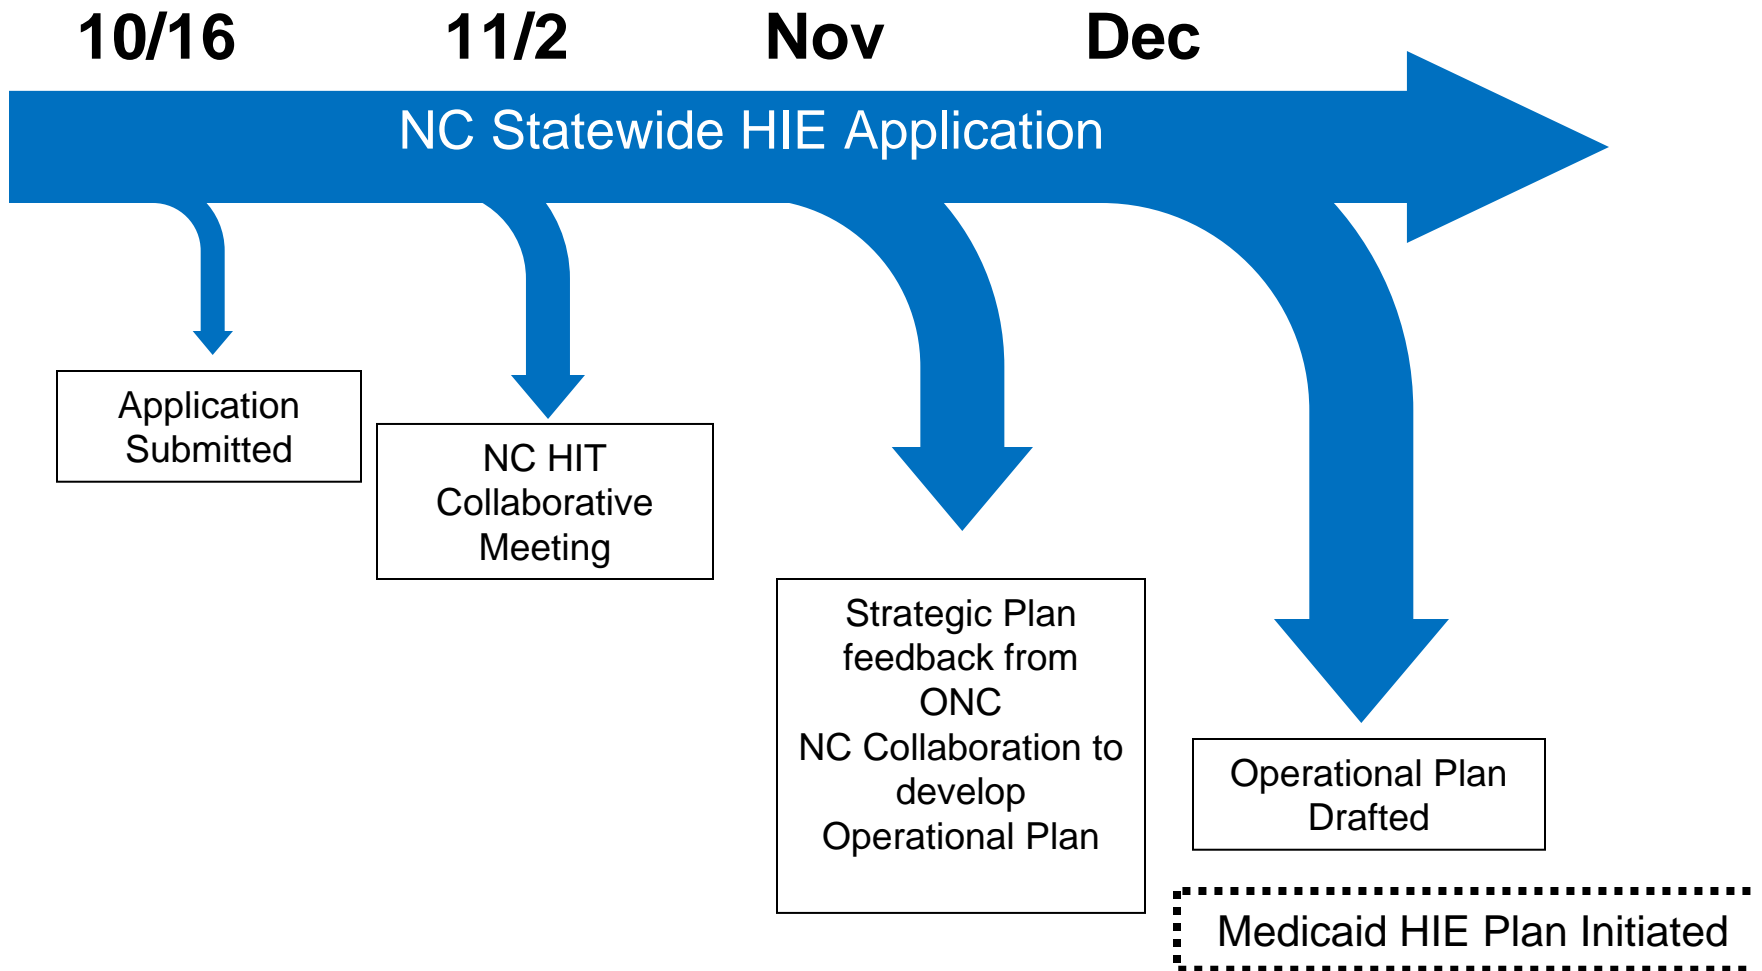 10/16 11/2 Nov Dec
NC Statewide HIE Application
Application
Submitted
NC HIT
Collaborative
Meeting
Strategic Plan
feedback from
ONC
NC Collaboration to
develop
Operational Plan
Operational Plan
Drafted
Medicaid HIE Plan Initiated